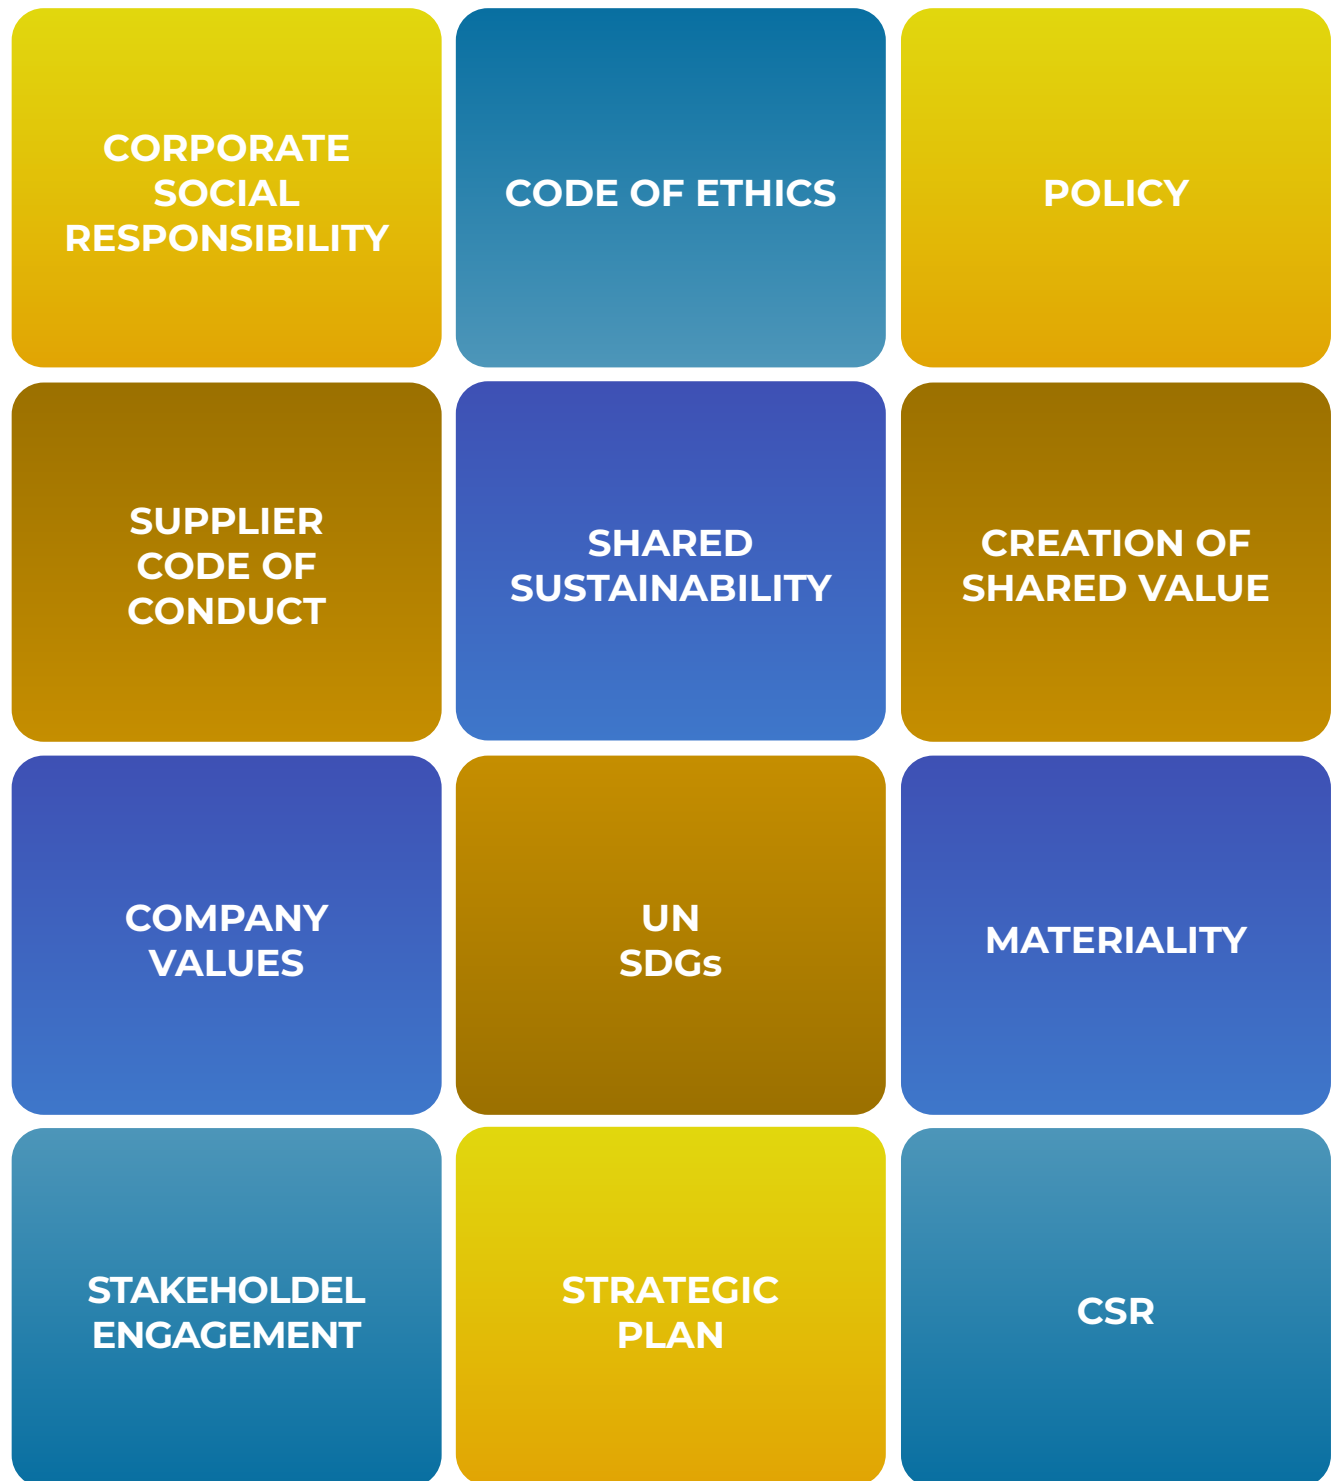 CORPORATE
SOCIAL
RESPONSIBILITY
CODE OF ETHICS
POLICY
SUPPLIER
CODE OF
CONDUCT
SHARED
SUSTAINABILITY
CREATION OF
SHARED VALUE
COMPANY
VALUES
UN
SDGs
MATERIALITY
STAKEHOLDEL
ENGAGEMENT
STRATEGIC
PLAN
CSR